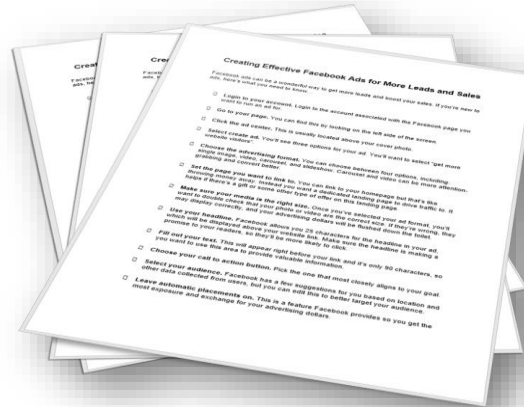 Creating Effective Facebook Ads for More Leads and Sales
Facebook ads can be a wonderful way to get more leads and boost your sales. If you're new to
ads, here's what you need to know.
Login to your account. Login to the account associated with the Facebook page you
want to run an ad for.
Go to your page. You can find this by looking on the left side of the screen.
Click the ad center. This is usually located above your cover photo.
Select create ad. You'll see three options for your ad. You'll want to select "get more
website visitors".
Choose the advertising format. You can choose between four options, including
single image, video, carousel, and slideshow. Carousel and video can be more attention-
grabbing and convert better.
Set the page you want to link to. You can link to your homepage but that's like
throwing money away. Instead you want a dedicated landing page to drive traffic to. It
helps if there's a gift or some other type of offer on this landing page.
Make sure your media is the right size. Once you've selected your ad format, you'll
want to double check that your photo or video are the correct size. If they're wrong, they
may display correctly, and your advertising dollars will be flushed down the toilet.
Use your headline. Facebook allows you 25 characters for the headline in your ad,
which will be displayed above your website link. Make sure the headline is making a
promise to your readers, so they'll be more likely to click.
Fill out your text. This will appear right before your link and it's only 90 characters, so
you want to use this area to provide valuable information.
Choose your call to action button. Pick the one that most closely aligns to your goal.
Select your audience. Facebook has a few suggestions for you based on location and
other data collected from users, but you can edit this to better target your audience.
Leave automatic placements on. This is a feature Facebook provides so you get the
most exposure and exchange for your advertising dollars.